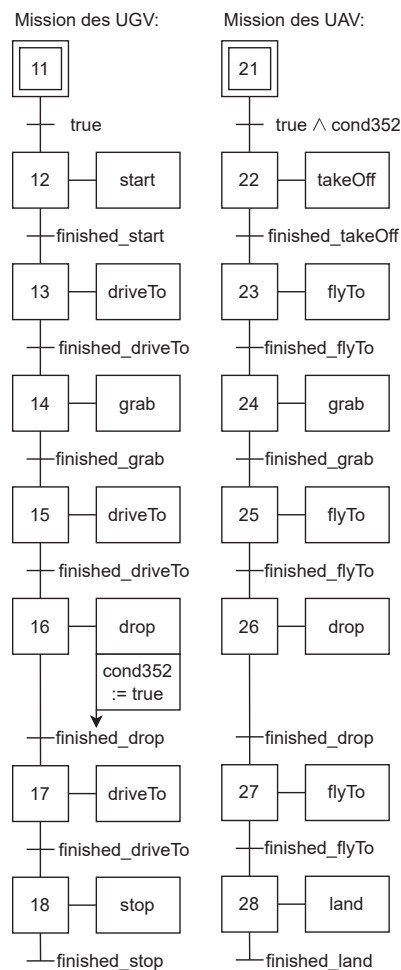 Mission des UGV:
11
true
12
start
finished_start
13
driveTo
finished_driveTo
14
grab
finished_grab
15
driveTo
finished_driveTo
16
drop
cond352
:= true
finished_drop
17
driveTo
finished_driveTo
18
stop
finished_stop
Mission des UAV:
21
true ∧ cond352
22
takeOff
finished_takeOff
23
flyTo
finished_flyTo
24
grab
finished_grab
25
flyTo
finished_flyTo
26
drop
finished_drop
27
flyTo
finished_flyTo
28
land
finished_land